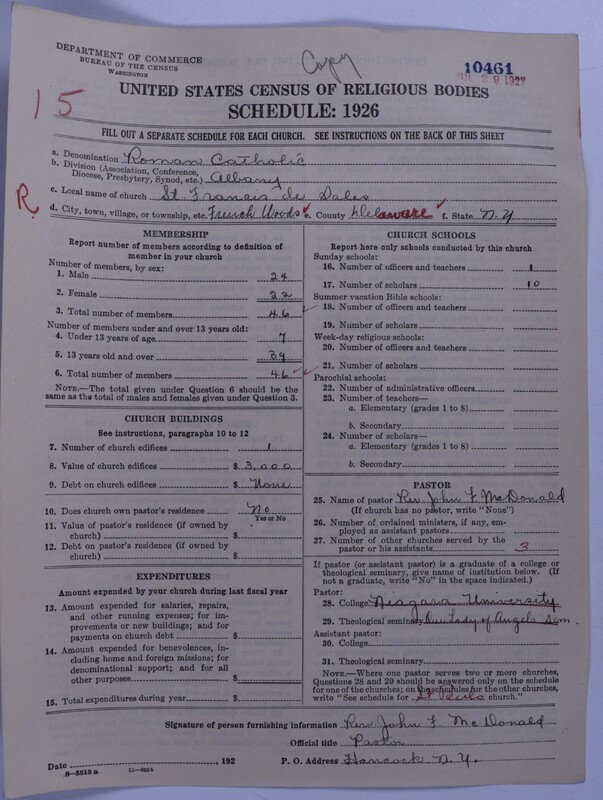 DEPARTMENT OF COMMERCE
BUREAU OF THE CENSUS
WASHINGTON
Copy
10461
JUL 29 1927
15
UNITED STATES CENSUS OF RELIGIOUS BODIES
SCHEDULE: 1926
FILL OUT A SEPARATE SCHEDULE FOR EACH CHURCH. SEE INSTRUCTIONS ON THE BACK OF THIS SHEET
a. Denomination Roman Catholic
b. Division (Association, Conference,
Diocese, Presbytery, Synod, etc.) Albany
c. Local name of church St. Francis de Sales
R
d. City, town, village, or township, etc. French Woods e. County Delaware f. State N.Y
MEMBERSHIP
Report number of members according to definition of
member in your church
Number of members, by sex:
1. Male 24
2. Female 22
3. Total number of members 46
Number of members under and over 13 years old:
4. Under 13 years of age 7
5. 13 years old and over 39
6. Total number of members 46
NOTE.—The total given under Question 6 should be
the same as the total of males and females given under Question 3.
CHURCH BUILDINGS
See instructions, paragraphs 10 to 12
7. Number of church edifices 1
8. Value of church edifices $ 3,000
9. Debt on church edifices $ None
10. Does church own pastor's residence No
Yes or No
11. Value of pastor's residence (if owned by
church) $
12. Debt on pastor's residence (if owned by
church) $
EXPENDITURES
Amount expended by your church during last fiscal year
13. Amount expended for salaries, repairs,
and other running expenses; for im-
provements or new buildings; and for
payments on church debt $
14. Amount expended for benevolences,
including home and foreign missions; for
denominational support; and for all
other purposes $
15. Total expenditures during year $
CHURCH SCHOOLS
Report here only schools conducted by this church
Sunday schools:
16. Number of officers and teachers 1
17. Number of scholars 10
Summer vacation Bible schools:
18. Number of officers and teachers
19. Number of scholars
Week-day religious schools:
20. Number of officers and teachers
21. Number of scholars
Parochial schools:
22. Number of administrative officers
23. Number of teachers—
a. Elementary (grades 1 to 8)
b. Secondary
24. Number of scholars—
a. Elementary (grades 1 to 8)
b. Secondary
PASTOR
25. Name of pastor Rev. John F. McDonald
(If church has no pastor, write "None")
26. Number of ordained ministers, if any, em-
ployed as assistant pastors
27. Number of other churches served by the
pastor or his assistants 3
If pastor (or assistant pastor) is a graduate of a college or
theological seminary, give name of institution below. (If
not a graduate, write "No" in the space indicated.)
Pastor:
28. College Niagara University
29. Theological seminary Our Lady of Angels Sem.
Assistant pastor:
30. College
31. Theological seminary
NOTE.—Where one pastor serves two or more churches,
Questions 28 and 29 should be answered only on the schedule
for one of the churches; on the schedules for the other churches,
write "See schedule for St. church."
Signature of person furnishing information Rev. John F. McDonald
Official title Pastor
Date , 192 P. O. Address Hancock N.Y.
8-5518a 11-9064